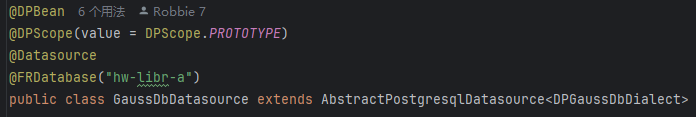 @DPBean 6 个用法 Robbie 7
@DPScope(value = DPScope.PROTOTYPE)
@Datasource
@FRDatabase("hw-libr-a")
public class GaussDbDatasource extends AbstractPostgresqlDatasource<DPGaussDbDialect>